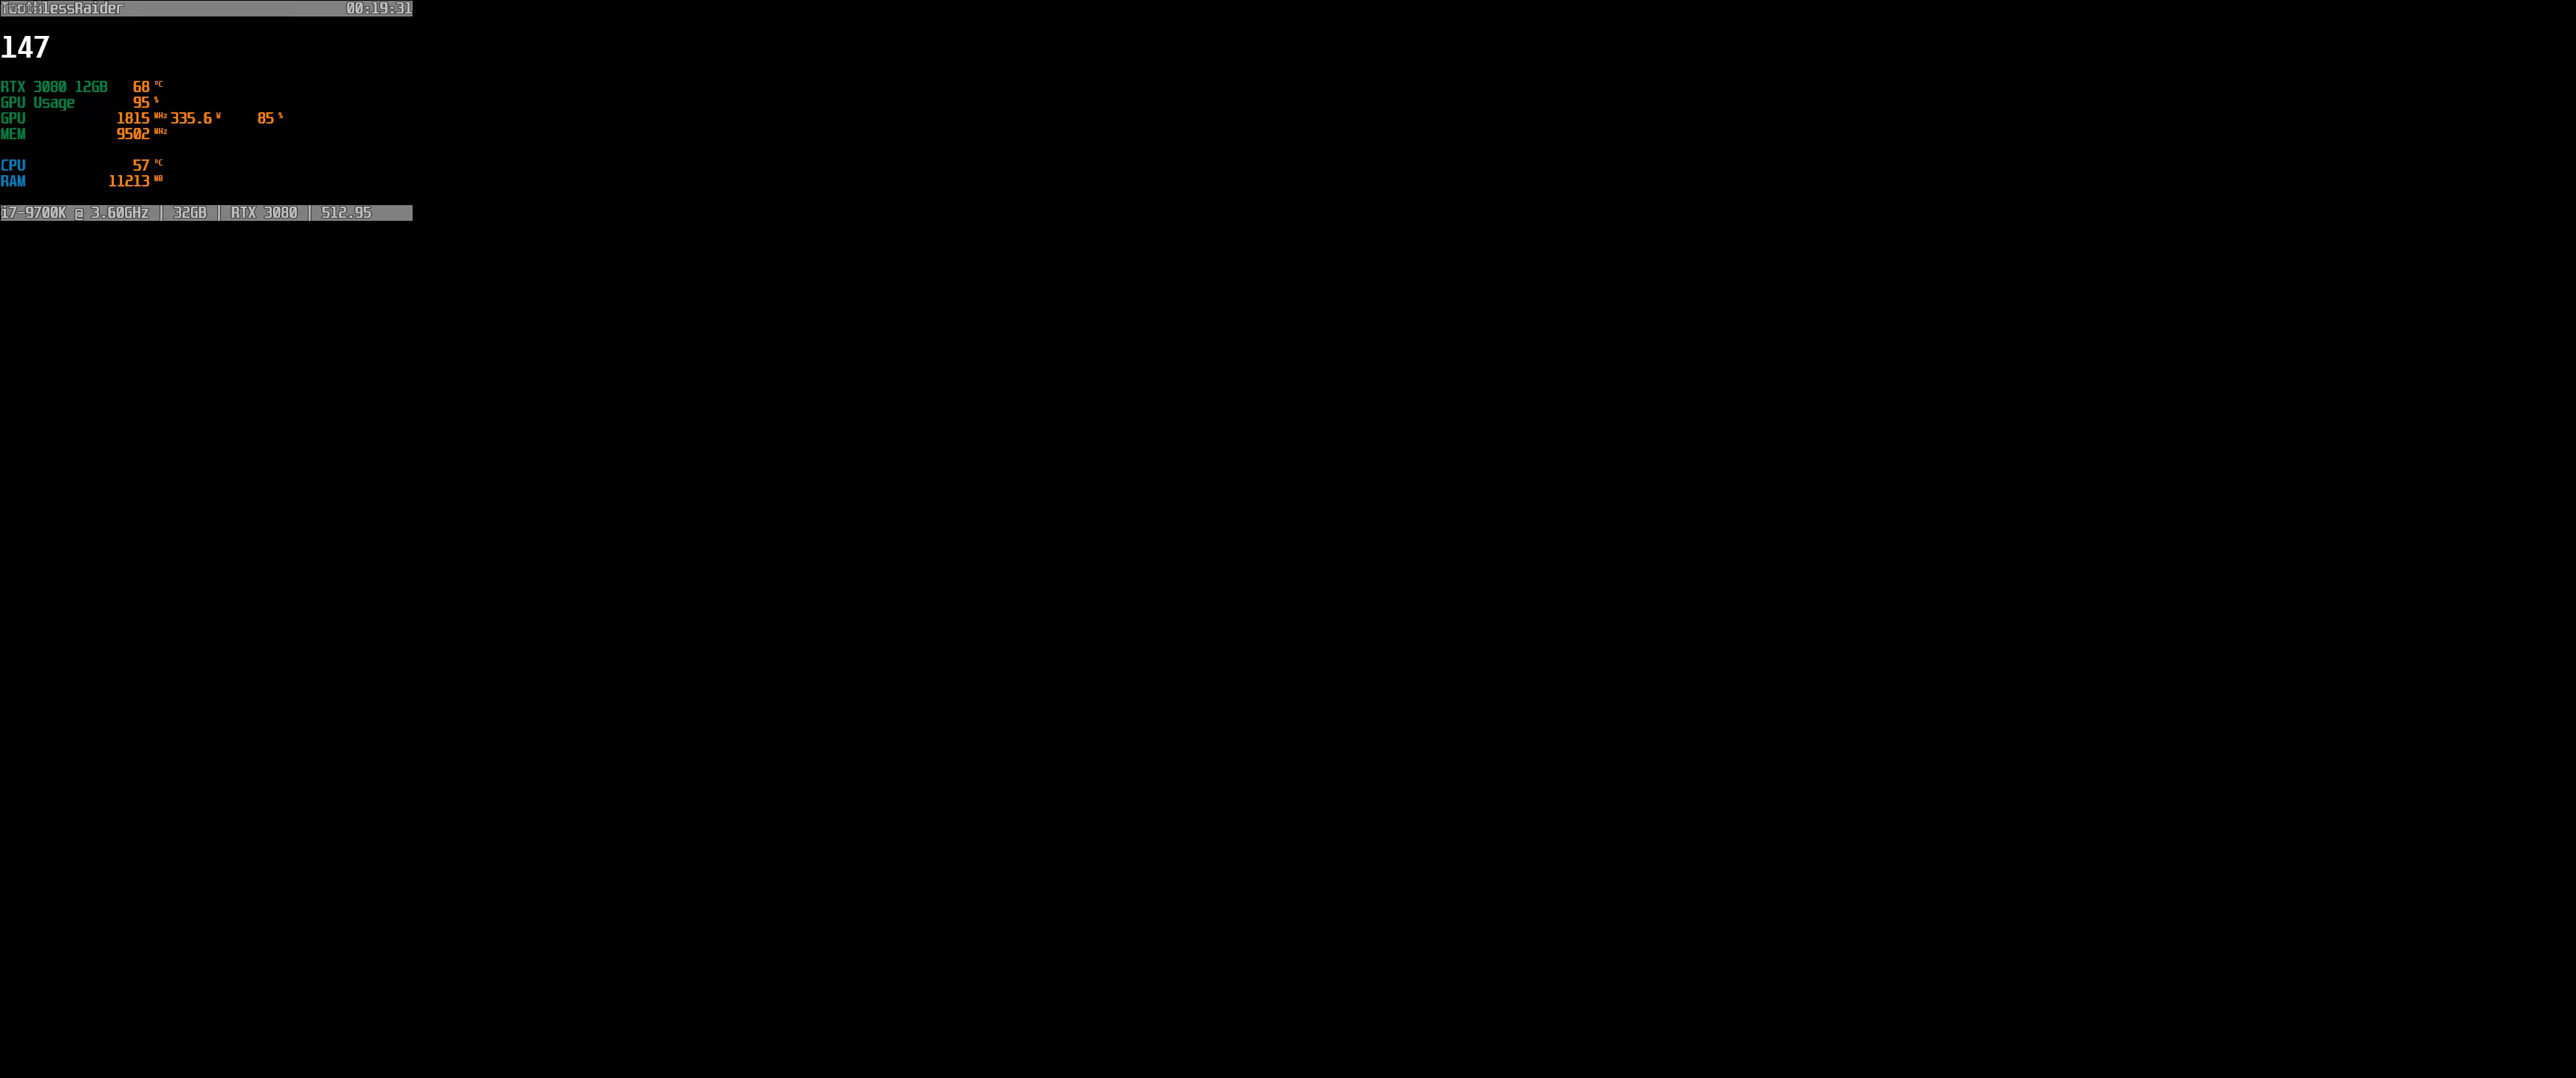 ToothlessRaider 00:19:31
147
RTX 3080 12GB 68 °C
GPU Usage 95 %
GPU 1815 MHz 335.6 W 85 %
MEM 9502 MHz
CPU 57 °C
RAM 11213 MB
i7-9700K @ 3.60GHz | 32GB | RTX 3080 | 512.95